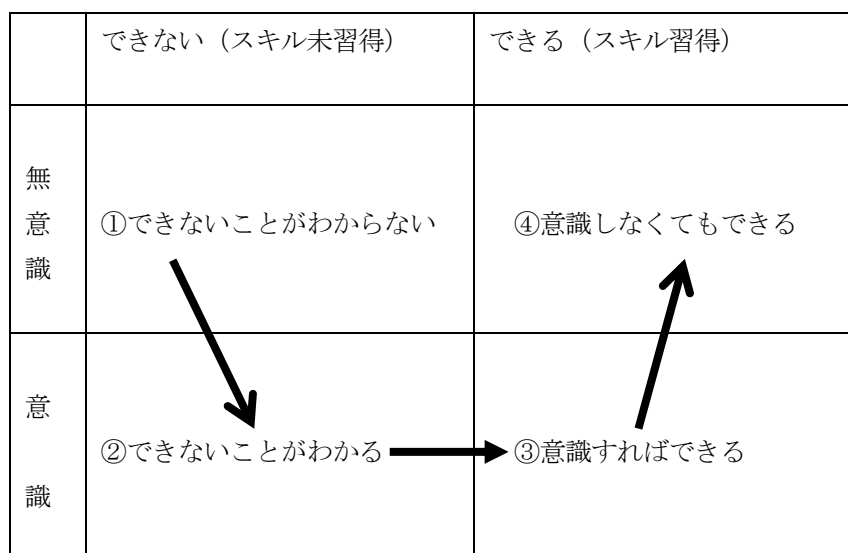 できない（スキル未習得）
できる（スキル習得）
無意識
①できないことがわからない
④意識しなくてもできる
意識
②できないことがわかる
③意識すればできる